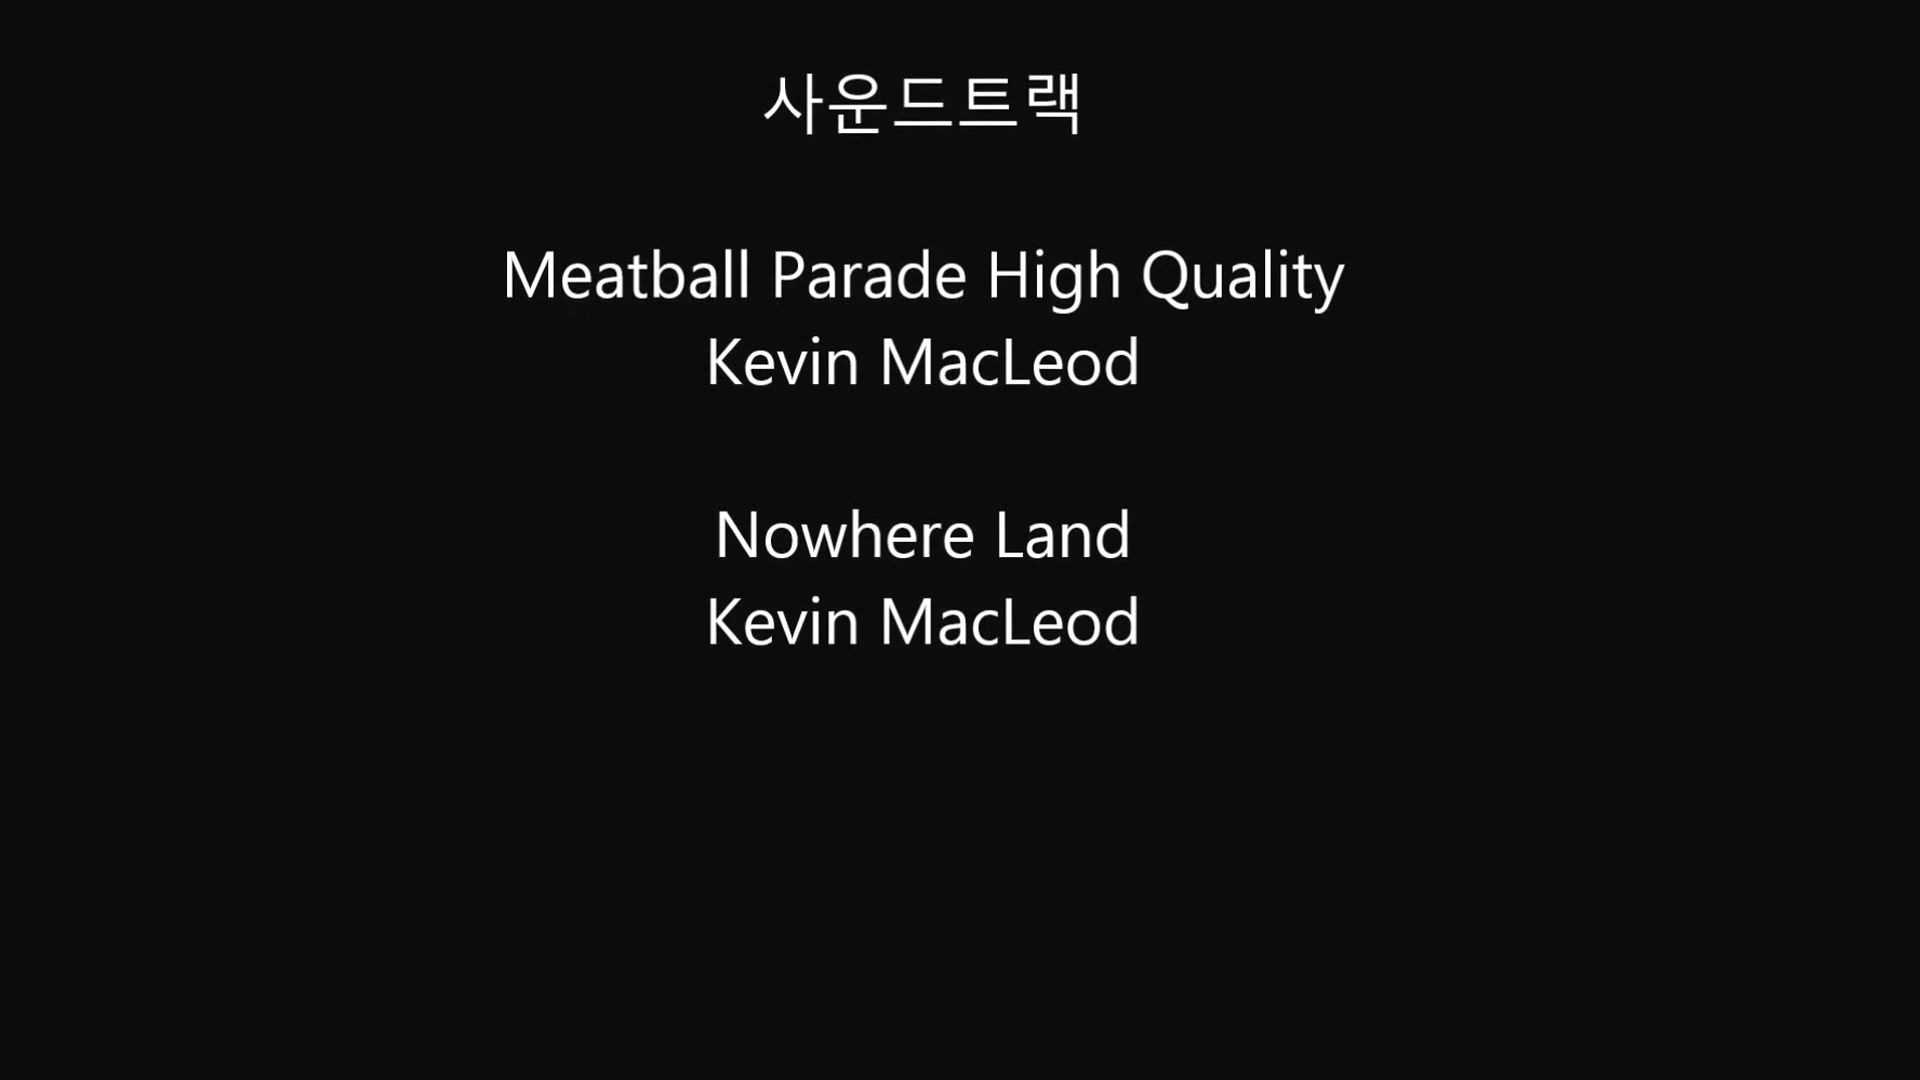 사운드트랙
Meatball Parade High Quality
Kevin MacLeod
Nowhere Land
Kevin MacLeod